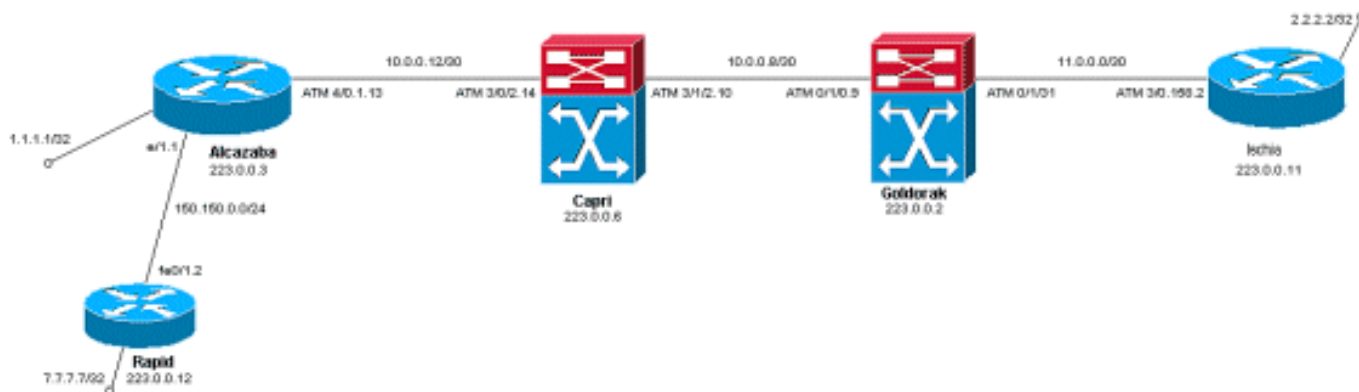 2.2.2.2/32
10.0.0.12/30
10.0.0.8/30
11.0.0.0/30
ATM 4/0.1.13
ATM 3/0/2.14
ATM 3/1/2.10
ATM 0/1/0.9
ATM 0/1/31
ATM 3/0.198.2
1.1.1.1/32
e/1.1
Alcazaba
223.0.0.3
Capri
223.0.0.6
Goldorak
223.0.0.2
Ischia
223.0.0.11
150.150.0.0/24
fa0/1.2
Rapid
7.7.7.7/32
223.0.0.12